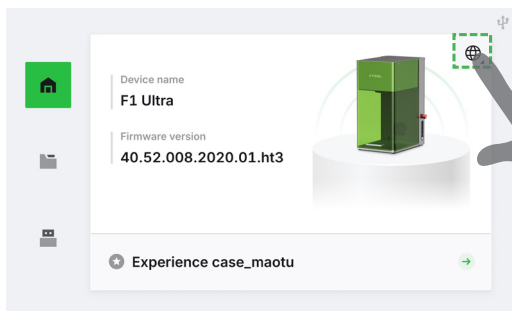 Device name
F1 Ultra
Firmware version
40.52.008.2020.01.ht3
Experience case_maotu